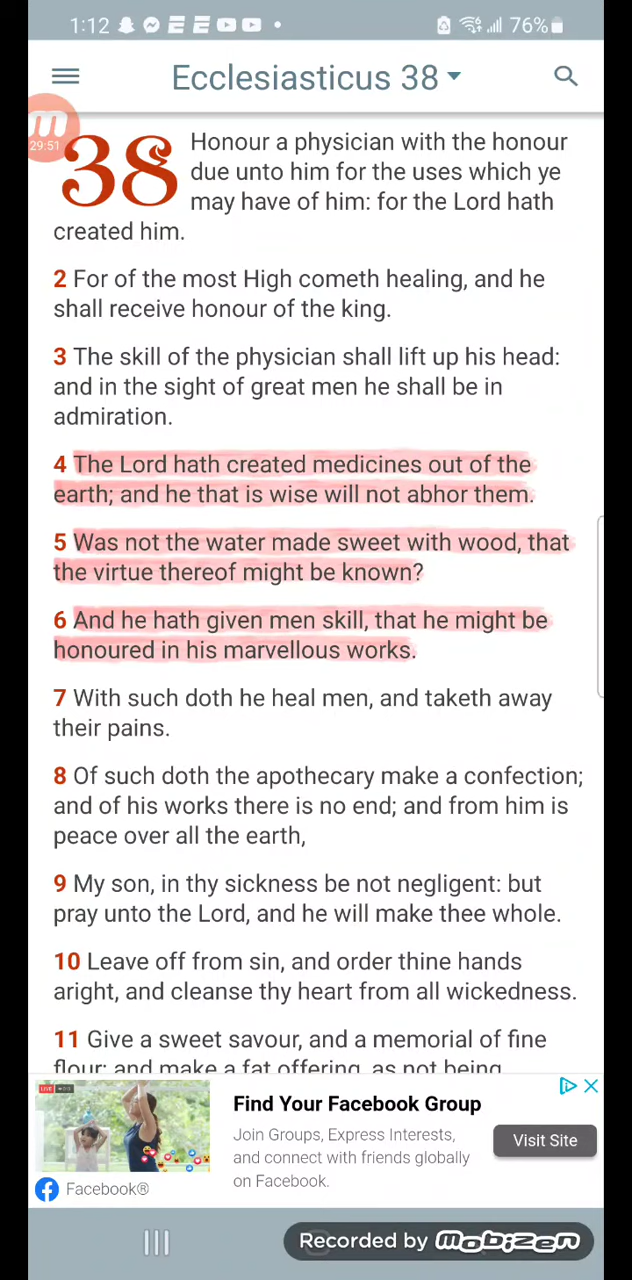 1:12
76%
Ecclesiasticus 38
29:51
38 Honour a physician with the honour
due unto him for the uses which ye
may have of him: for the Lord hath
created him.
2 For of the most High cometh healing, and he
shall receive honour of the king.
3 The skill of the physician shall lift up his head:
and in the sight of great men he shall be in
admiration.
4 The Lord hath created medicines out of the
earth; and he that is wise will not abhor them.
5 Was not the water made sweet with wood, that
the virtue thereof might be known?
6 And he hath given men skill, that he might be
honoured in his marvellous works.
7 With such doth he heal men, and taketh away
their pains.
8 Of such doth the apothecary make a confection;
and of his works there is no end; and from him is
peace over all the earth,
9 My son, in thy sickness be not negligent: but
pray unto the Lord, and he will make thee whole.
10 Leave off from sin, and order thine hands
aright, and cleanse thy heart from all wickedness.
11 Give a sweet savour, and a memorial of fine
flour; and make a fat offering, as not being
LIVE
Find Your Facebook Group
Join Groups, Express Interests,
and connect with friends globally
on Facebook.
Visit Site
Facebook®
Recorded by mobizen